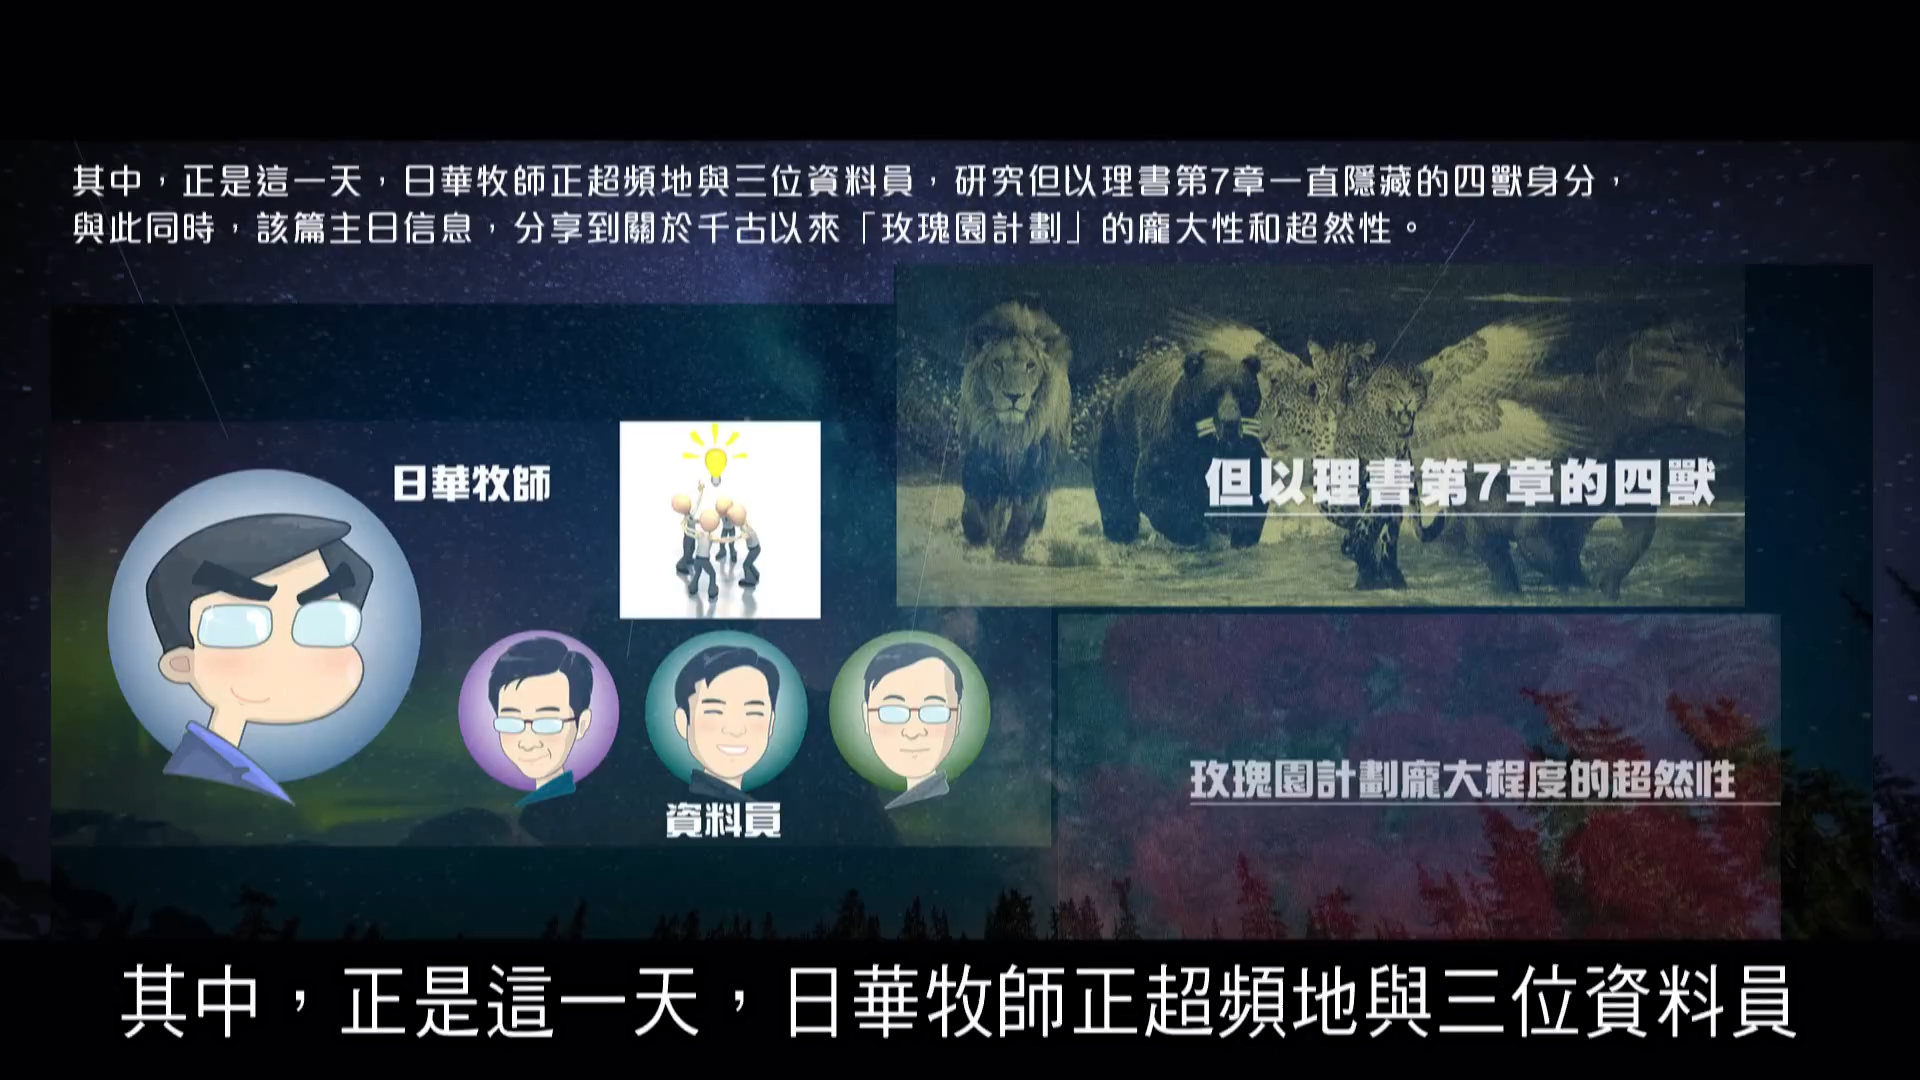 其中，正是這一天，日華牧師正超頻地與三位資料員，研究但以理書第7章一直隱藏的四獸身分，
與此同時，該篇主日信息，分享到關於千古以來「玫瑰園計劃」的龐大性和超然性。
日華牧師
但以理書第7章的四獸
玫瑰園計劃龐大程度的超然性
資料員
其中，正是這一天，日華牧師正超頻地與三位資料員